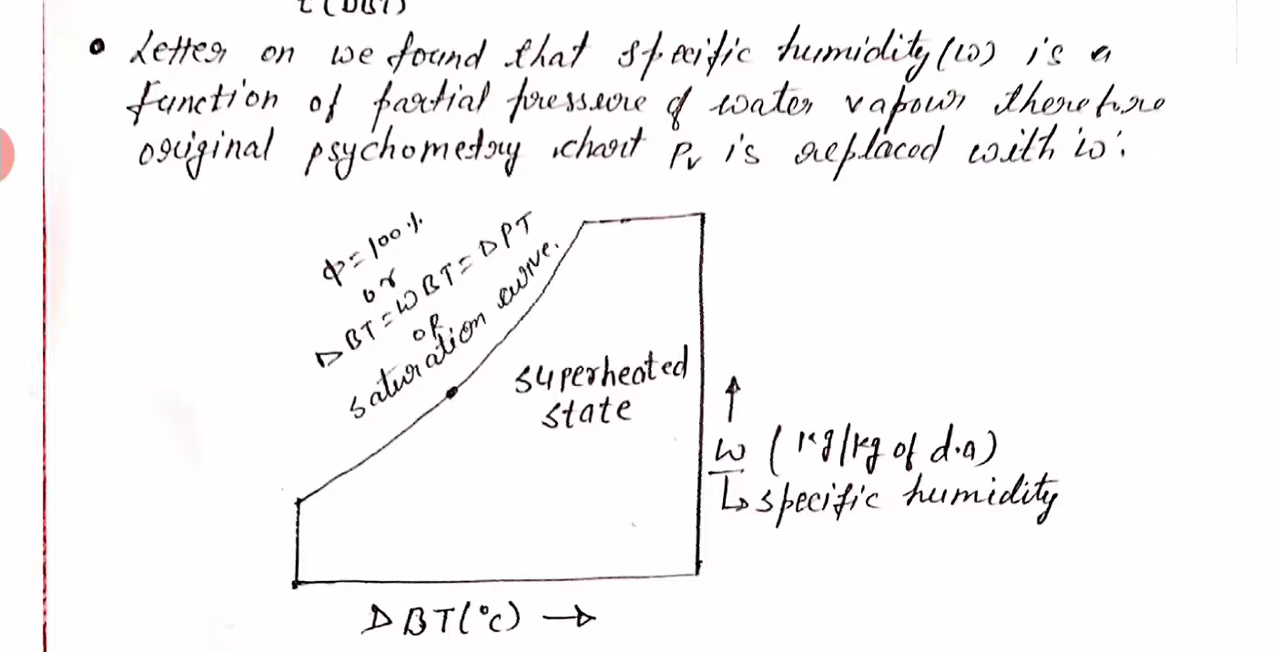 t (DBT)
• Letter on we found that specific humidity (ω) is a
function of partial pressure of water vapour therefore
original psychometry chart Pv is replaced with ω.
Φ = 100 %
or
DBT = WBT = DPT
or
saturation curve.
superheated
state
ω ( kg/kg of d.a)
↳ specific humidity
DBT (°c) →